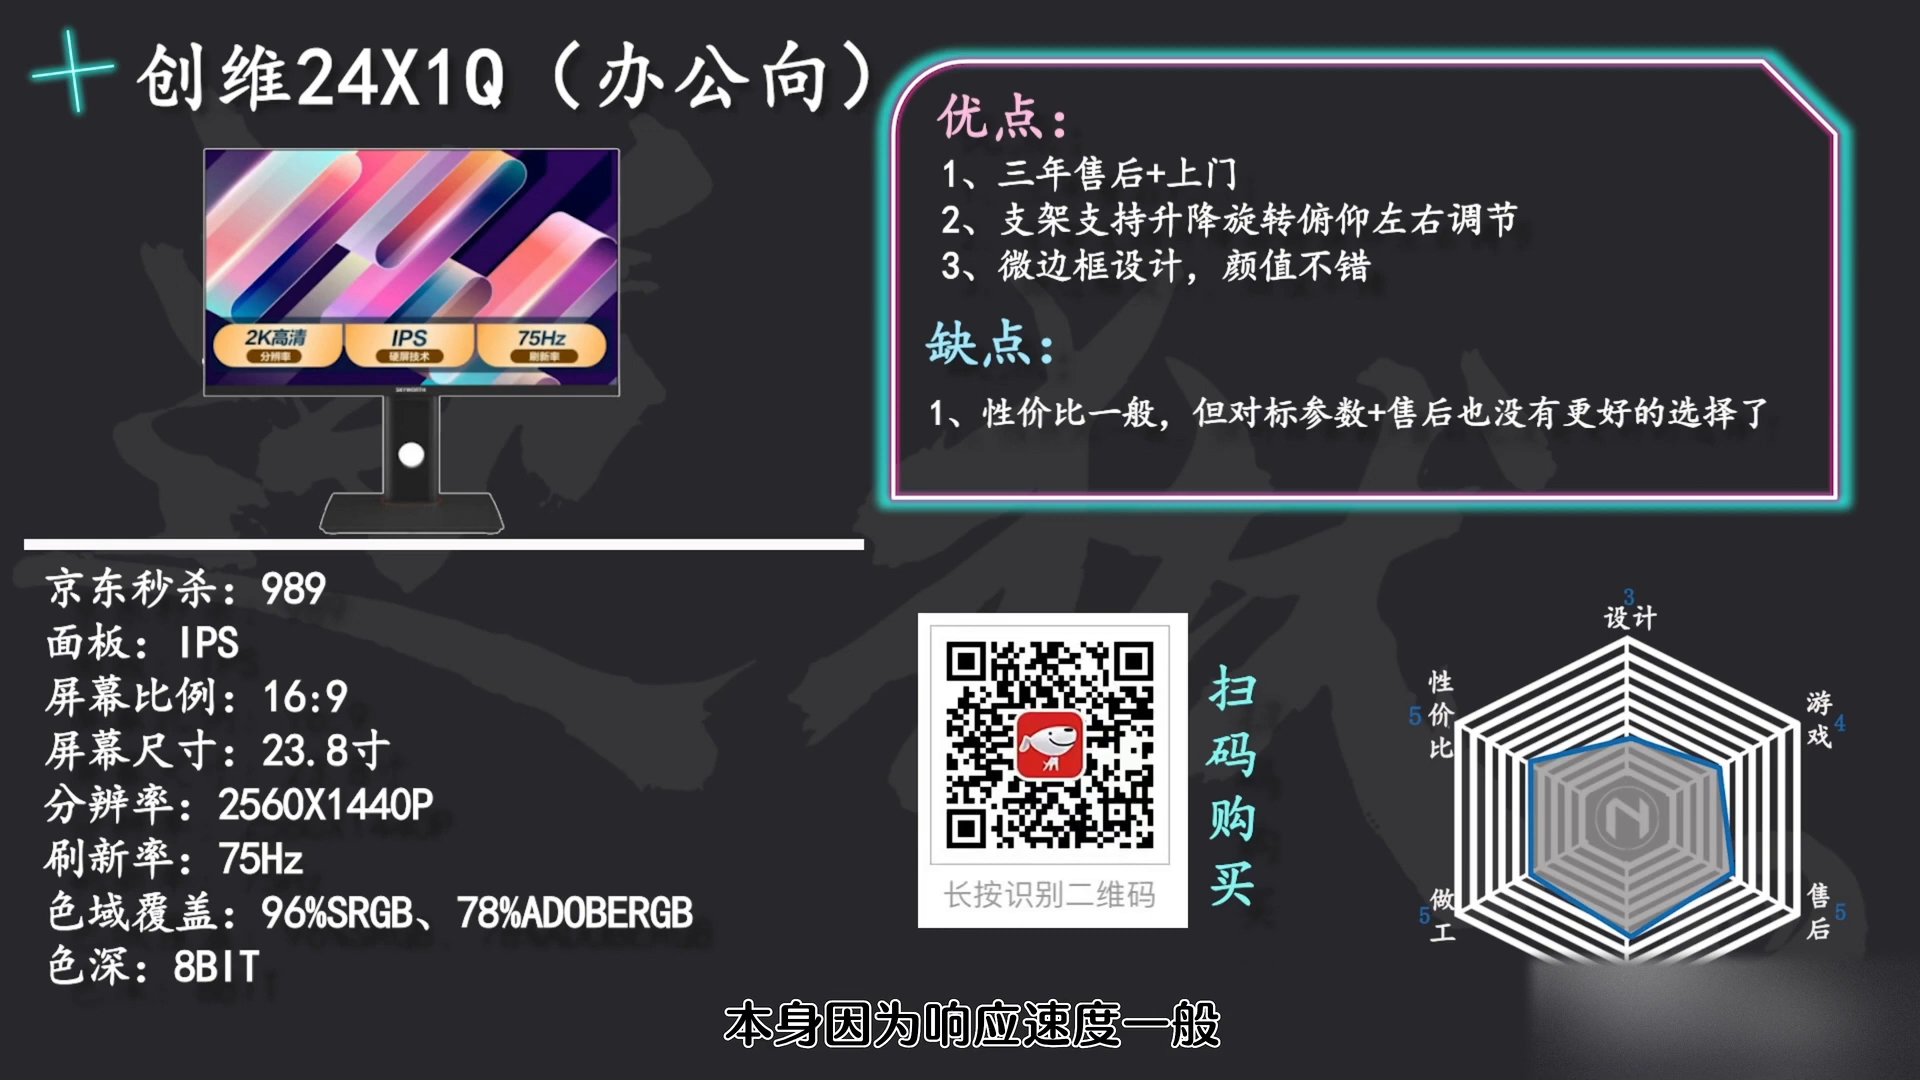 创维24X1Q（办公向）
2K高清
分辨率
IPS
硬屏技术
75Hz
刷新率
SKYWORTH
优点：
1、三年售后+上门
2、支架支持升降旋转俯仰左右调节
3、微边框设计，颜值不错
缺点：
1、性价比一般，但对标参数+售后也没有更好的选择了
京东秒杀：989
面板：IPS
屏幕比例：16:9
屏幕尺寸：23.8寸
分辨率：2560X1440P
刷新率：75Hz
色域覆盖：96%SRGB、78%ADOBERGB
色深：8BIT
长按识别二维码
扫码购买
3
设计
性价比
5
游戏
4
做工
5
售后
5
本身因为响应速度一般